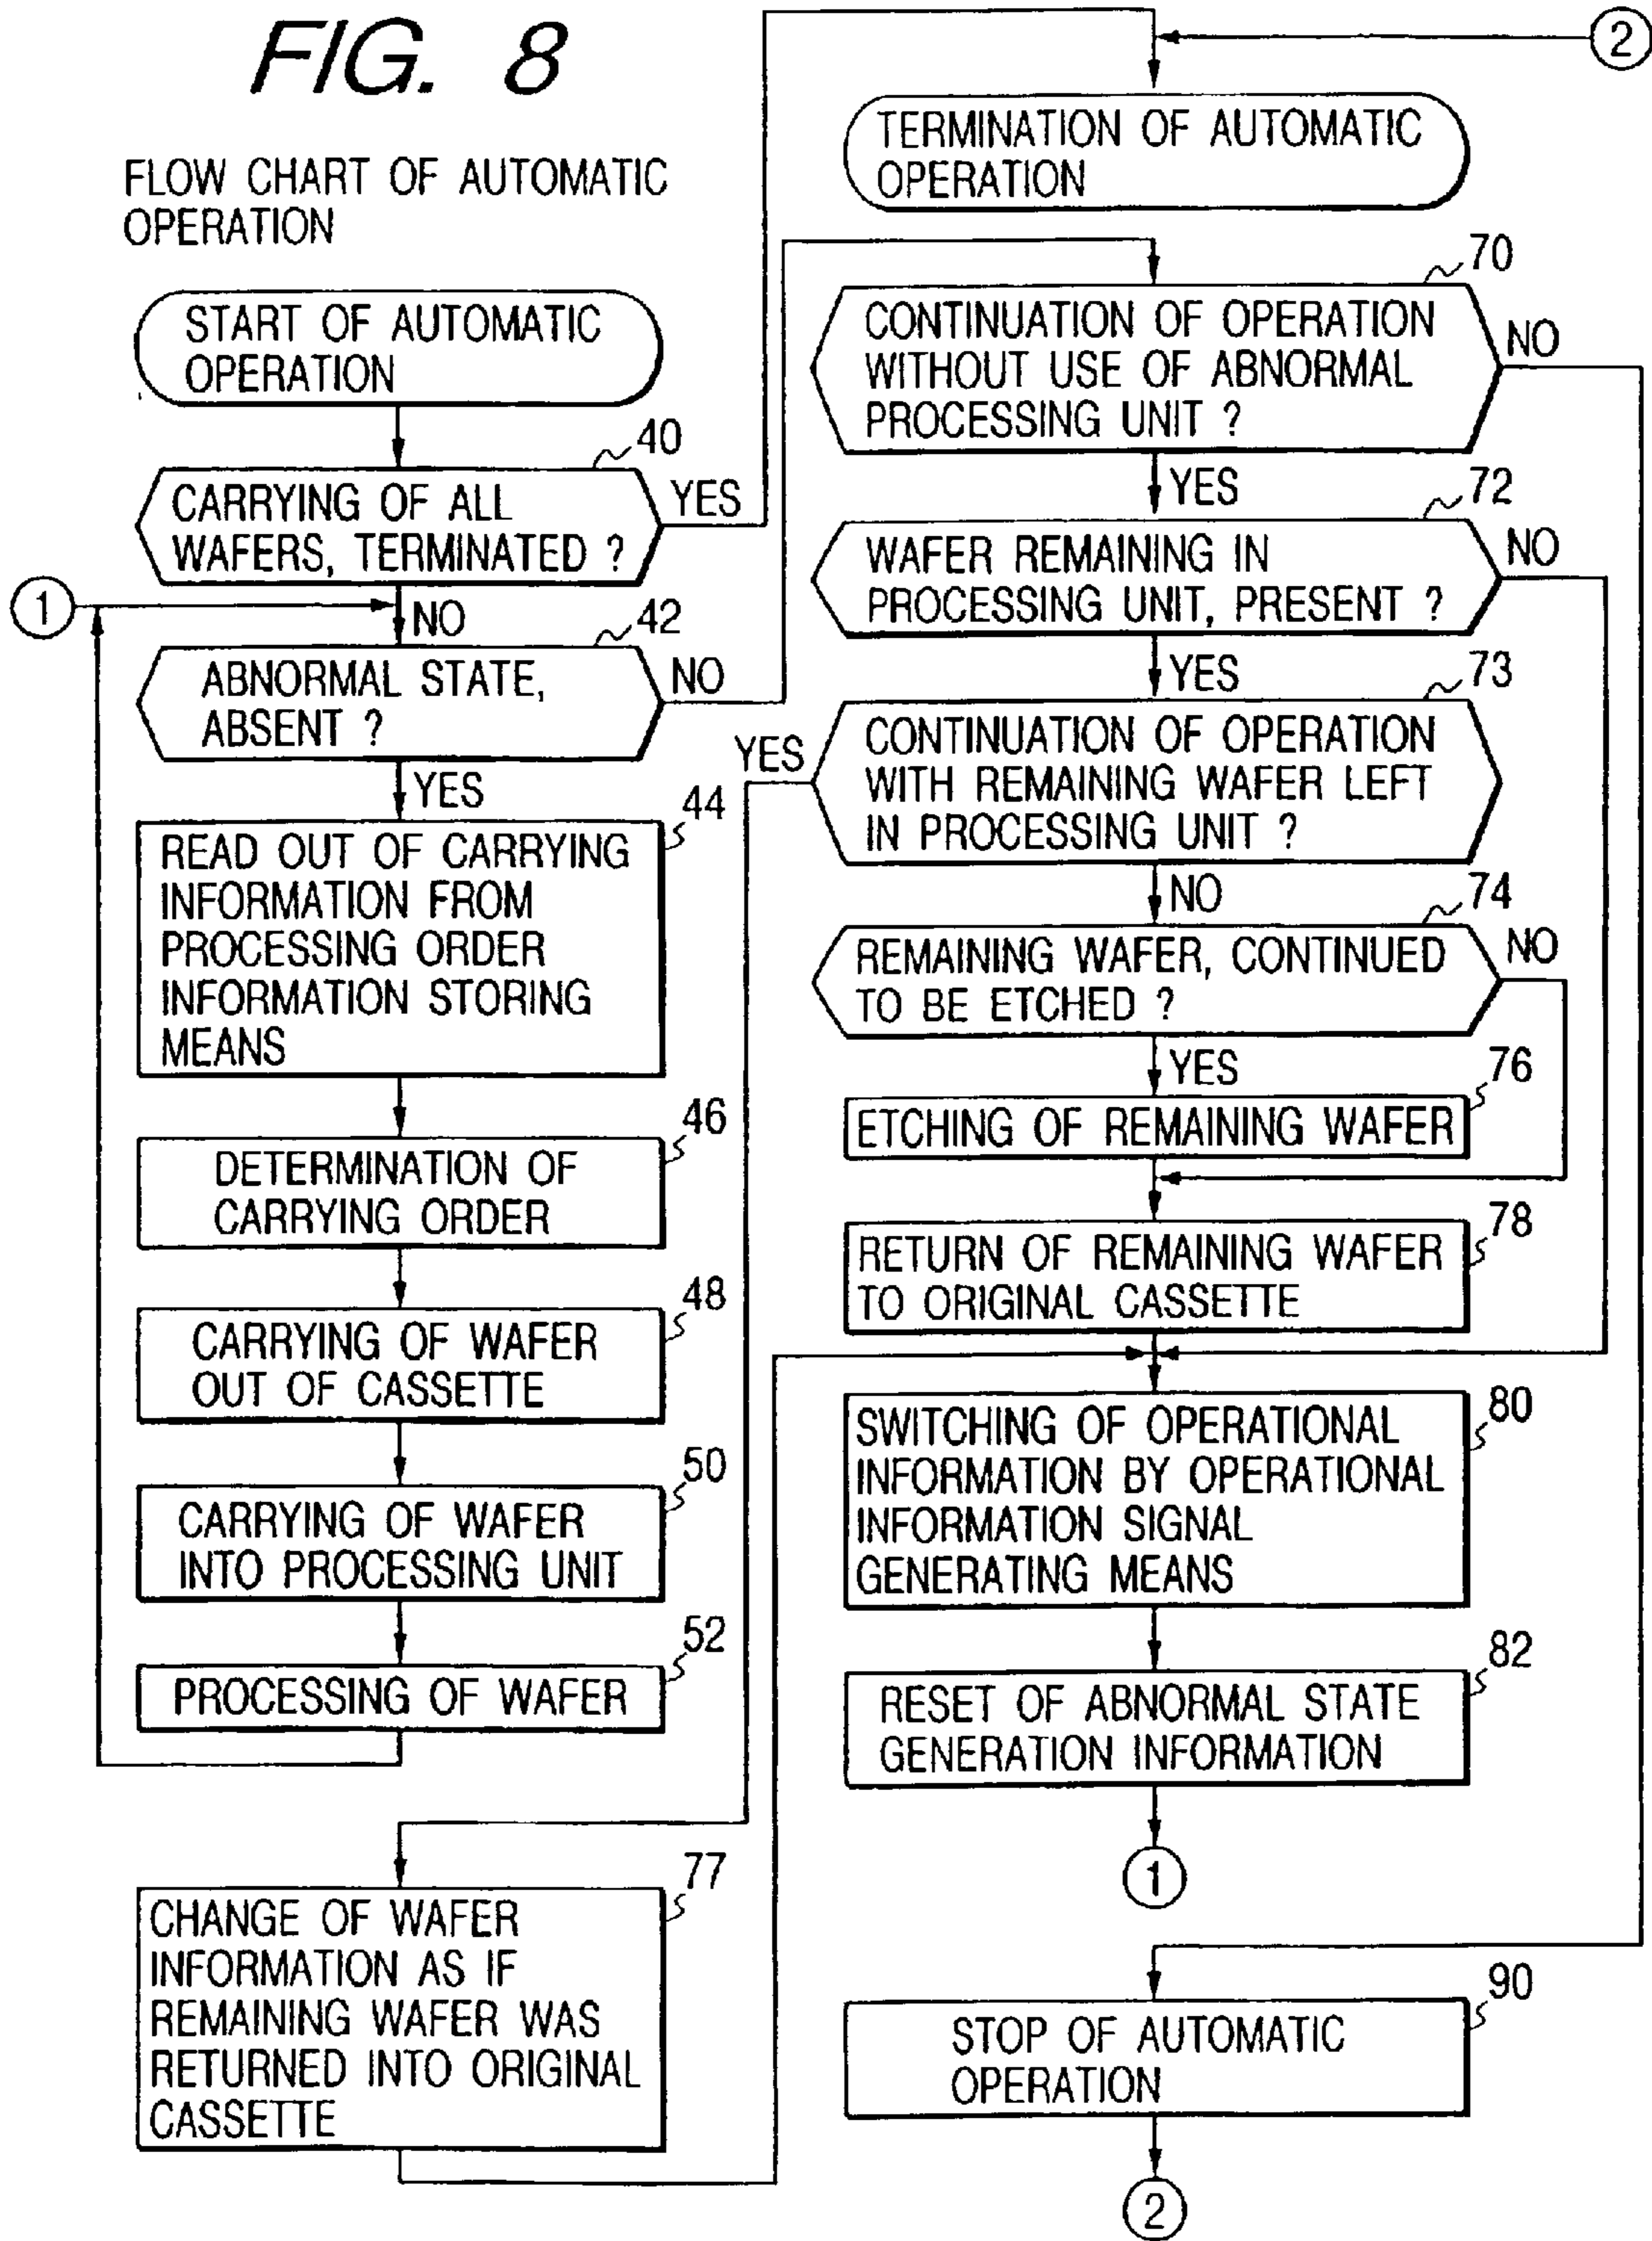 FIG. 8
FLOW CHART OF AUTOMATIC
OPERATION
START OF AUTOMATIC
OPERATION
40
CARRYING OF ALL
WAFERS, TERMINATED ?
YES
1
NO
42
ABNORMAL STATE,
ABSENT ?
NO
YES
44
READ OUT OF CARRYING
INFORMATION FROM
PROCESSING ORDER
INFORMATION STORING
MEANS
46
DETERMINATION OF
CARRYING ORDER
48
CARRYING OF WAFER
OUT OF CASSETTE
50
CARRYING OF WAFER
INTO PROCESSING UNIT
52
PROCESSING OF WAFER
77
CHANGE OF WAFER
INFORMATION AS IF
REMAINING WAFER WAS
RETURNED INTO ORIGINAL
CASSETTE
2
TERMINATION OF AUTOMATIC
OPERATION
70
CONTINUATION OF OPERATION
WITHOUT USE OF ABNORMAL
PROCESSING UNIT ?
NO
YES
72
WAFER REMAINING IN
PROCESSING UNIT, PRESENT ?
NO
YES
73
CONTINUATION OF OPERATION
WITH REMAINING WAFER LEFT
IN PROCESSING UNIT ?
YES
NO
74
REMAINING WAFER, CONTINUED
TO BE ETCHED ?
NO
YES
76
ETCHING OF REMAINING WAFER
78
RETURN OF REMAINING WAFER
TO ORIGINAL CASSETTE
80
SWITCHING OF OPERATIONAL
INFORMATION BY OPERATIONAL
INFORMATION SIGNAL
GENERATING MEANS
82
RESET OF ABNORMAL STATE
GENERATION INFORMATION
1
90
STOP OF AUTOMATIC
OPERATION
2